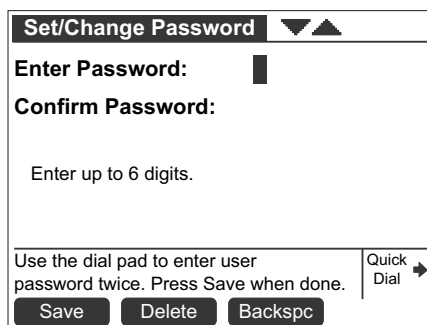 Set/Change Password
Enter Password:
Confirm Password:
Enter up to 6 digits.
Use the dial pad to enter user
password twice. Press Save when done.
Quick
Dial
Save Delete Backspc